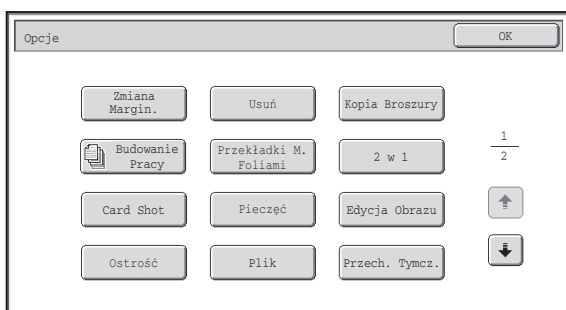 Opcje
OK
Zmiana
Margin.
Usuń
Kopia Broszury
Budowanie
Pracy
Przekładki M.
Foliami
2 w 1
1
2
Card Shot
Pieczęć
Edycja Obrazu
Ostrość
Plik
Przech. Tymcz.